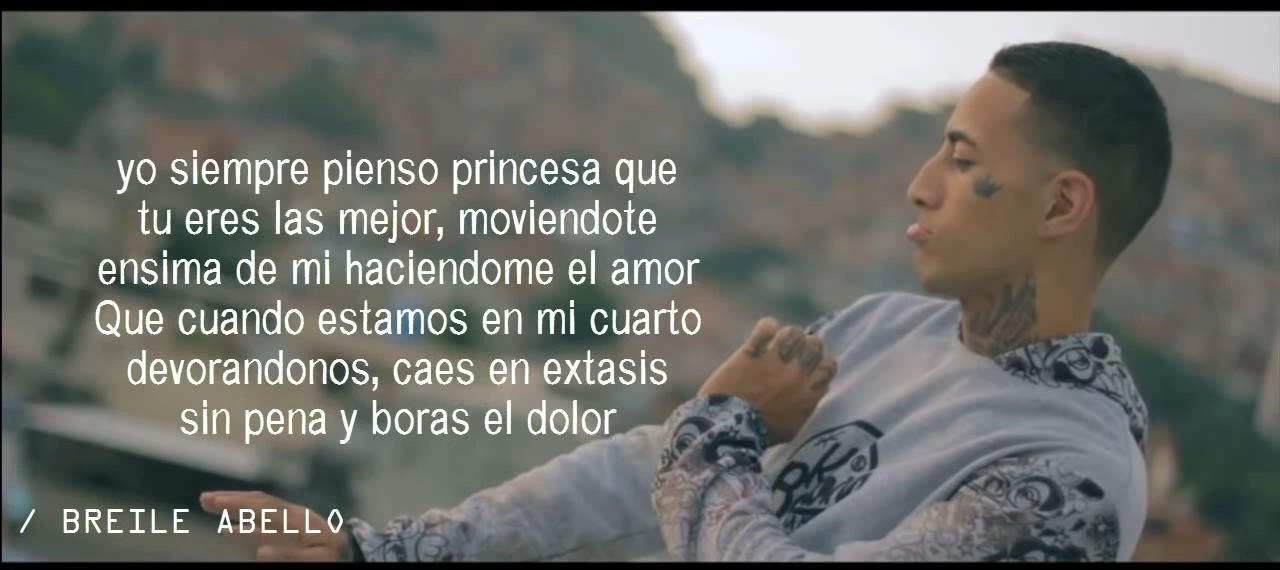 yo siempre pienso princesa que
tu eres las mejor, moviendote
ensima de mi haciendome el amor
Que cuando estamos en mi cuarto
devorandonos, caes en extasis
sin pena y boras el dolor
/ BREILE ABELLO
OK